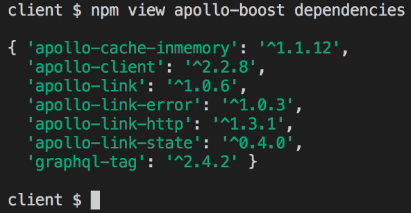 client $ npm view apollo-boost dependencies
{ 'apollo-cache-inmemory': '^1.1.12',
'apollo-client': '^2.2.8',
'apollo-link': '^1.0.6',
'apollo-link-error': '^1.0.3',
'apollo-link-http': '^1.3.1',
'apollo-link-state': '^0.4.0',
'graphql-tag': '^2.4.2' }
client $